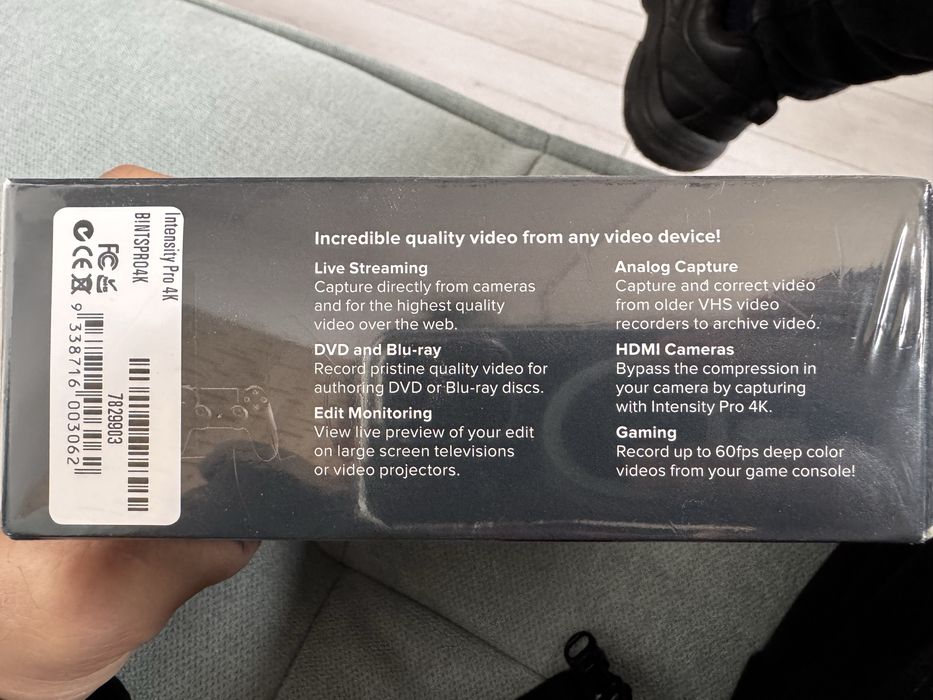 Intensity Pro 4K
BINTSPRO4K
FC
CE
9 338716 003062
7829903
Incredible quality video from any video device!
Live Streaming
Capture directly from cameras
and for the highest quality
video over the web.
DVD and Blu-ray
Record pristine quality video for
authoring DVD or Blu-ray discs.
Edit Monitoring
View live preview of your edit
on large screen televisions
or video projectors.
Analog Capture
Capture and correct video
from older VHS video
recorders to archive video.
HDMI Cameras
Bypass the compression in
your camera by capturing
with Intensity Pro 4K.
Gaming
Record up to 60fps deep color
videos from your game console!